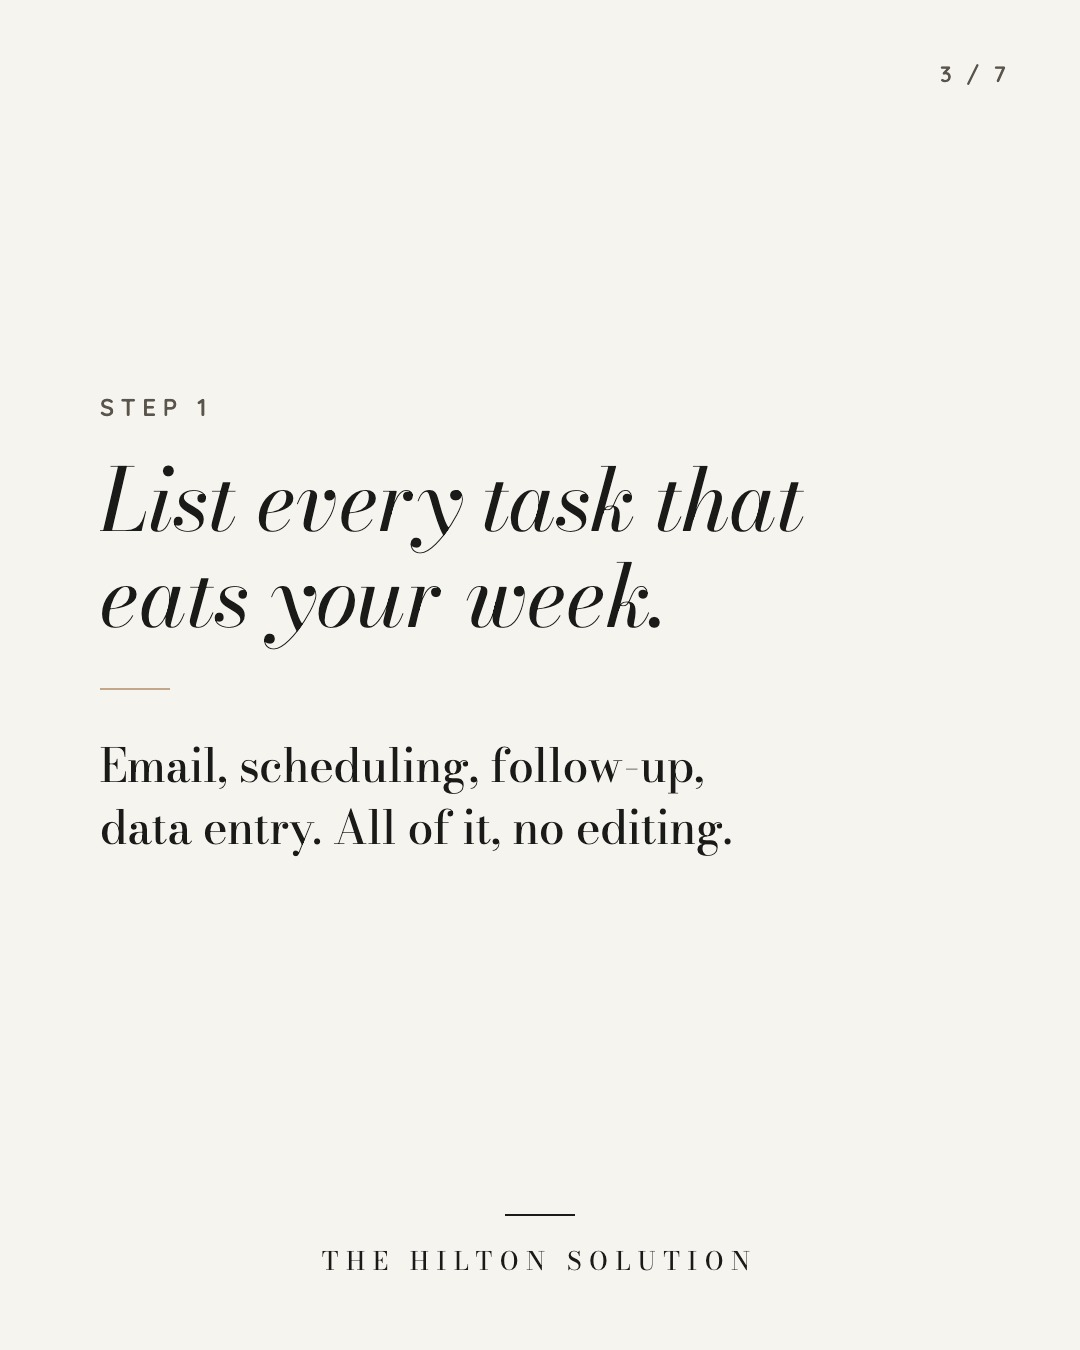 3 / 7
STEP 1
List every task that
eats your week.
Email, scheduling, follow-up,
data entry. All of it, no editing.
THE HILTON SOLUTION